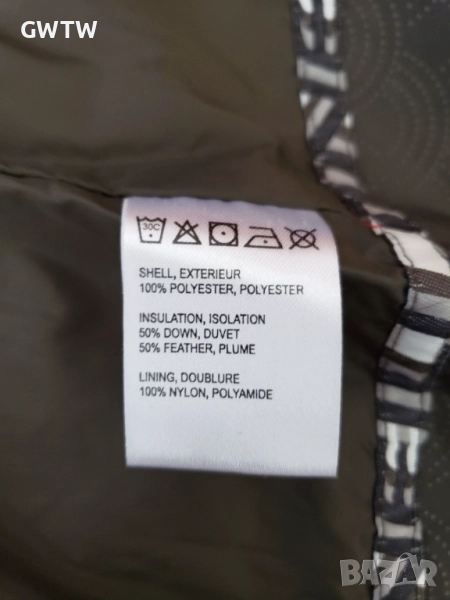 GWTW
30C
SHELL, EXTERIEUR
100% POLYESTER, POLYESTER
INSULATION, ISOLATION
50% DOWN, DUVET
50% FEATHER, PLUME
LINING, DOUBLURE
100% NYLON, POLYAMIDE
BAZAR